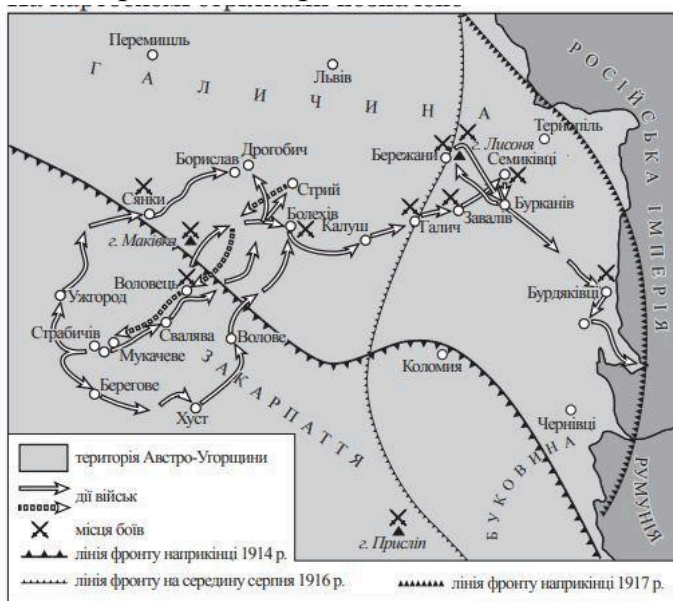 Перемишль
Львів
ГАЛИЧИНА
РОСІЙСЬКА ІМПЕРІЯ
Тернопіль
г. Лисоня
Дрогобич
Борислав
Бережани
Семиківці
Стрий
Сянки
Болехів
Бурканів
г. Маківка
Калуш
Галич
Завалів
Воловець
Бурдяківці
Ужгород
Страбичів
Свалява
Волове
Мукачеве
ЗАКАРПАТТЯ
Коломия
Берегове
Хуст
Чернівці
БУКОВИНА
РУМУНІЯ
г. Присліп
територія Австро-Угорщини
дії військ
місця боїв
лінія фронту наприкінці 1914 р.
лінія фронту на середину серпня 1916 р.
лінія фронту наприкінці 1917 р.